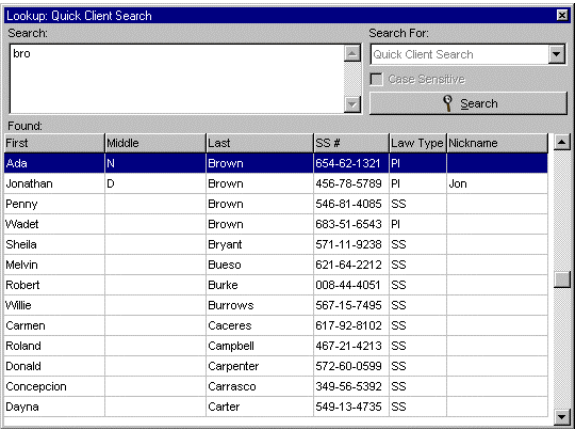 Lookup: Quick Client Search
Search: Search For:
bro Quick Client Search
Case Sensitive
Search
Found:
First Middle Last SS # Law Type Nickname
Ada N Brown 654-62-1321 PI
Jonathan D Brown 456-78-5789 PI Jon
Penny Brown 546-81-4085 SS
Wadet Brown 683-51-6543 PI
Sheila Bryant 571-11-9238 SS
Melvin Bueso 621-64-2212 SS
Robert Burke 008-44-4051 SS
Willie Burrows 567-15-7495 SS
Carmen Caceres 617-92-8102 SS
Roland Campbell 467-21-4213 SS
Donald Carpenter 572-60-0599 SS
Concepcion Carrasco 349-56-5392 SS
Dayna Carter 549-13-4735 SS